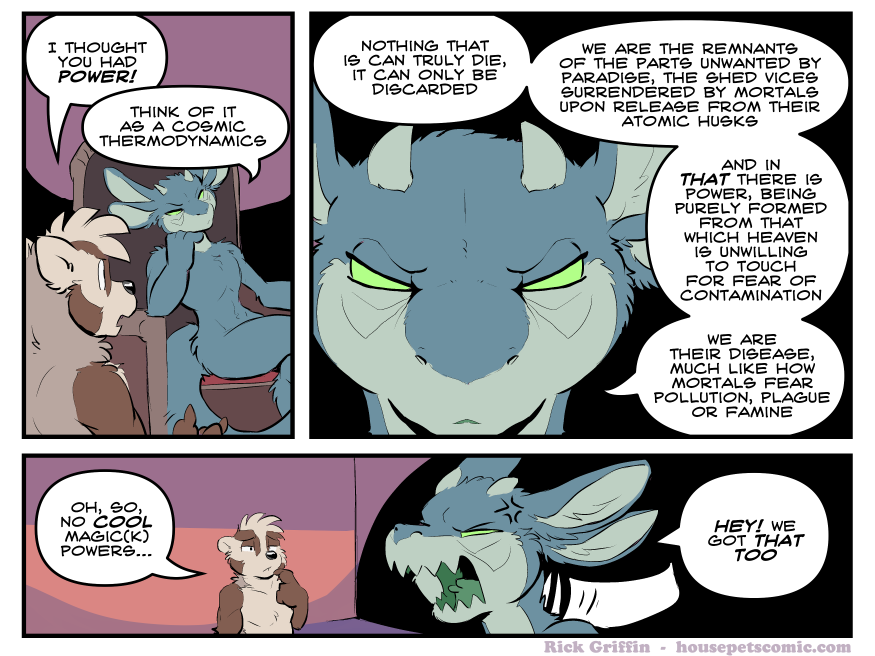 I THOUGHT
YOU HAD
POWER!
THINK OF IT
AS A COSMIC
THERMODYNAMICS
NOTHING THAT
IS CAN TRULY DIE,
IT CAN ONLY BE
DISCARDED
WE ARE THE REMNANTS
OF THE PARTS UNWANTED BY
PARADISE, THE SHED VICES
SURRENDERED BY MORTALS
UPON RELEASE FROM THEIR
ATOMIC HUSKS
AND IN
THAT THERE IS
POWER, BEING
PURELY FORMED
FROM THAT
WHICH HEAVEN
IS UNWILLING
TO TOUCH
FOR FEAR OF
CONTAMINATION
WE ARE
THEIR DISEASE,
MUCH LIKE HOW
MORTALS FEAR
POLLUTION, PLAGUE
OR FAMINE
OH, SO,
NO COOL
MAGIC(K)
POWERS...
HEY! WE
GOT THAT
TOO
Rick Griffin - housepetscomic.com